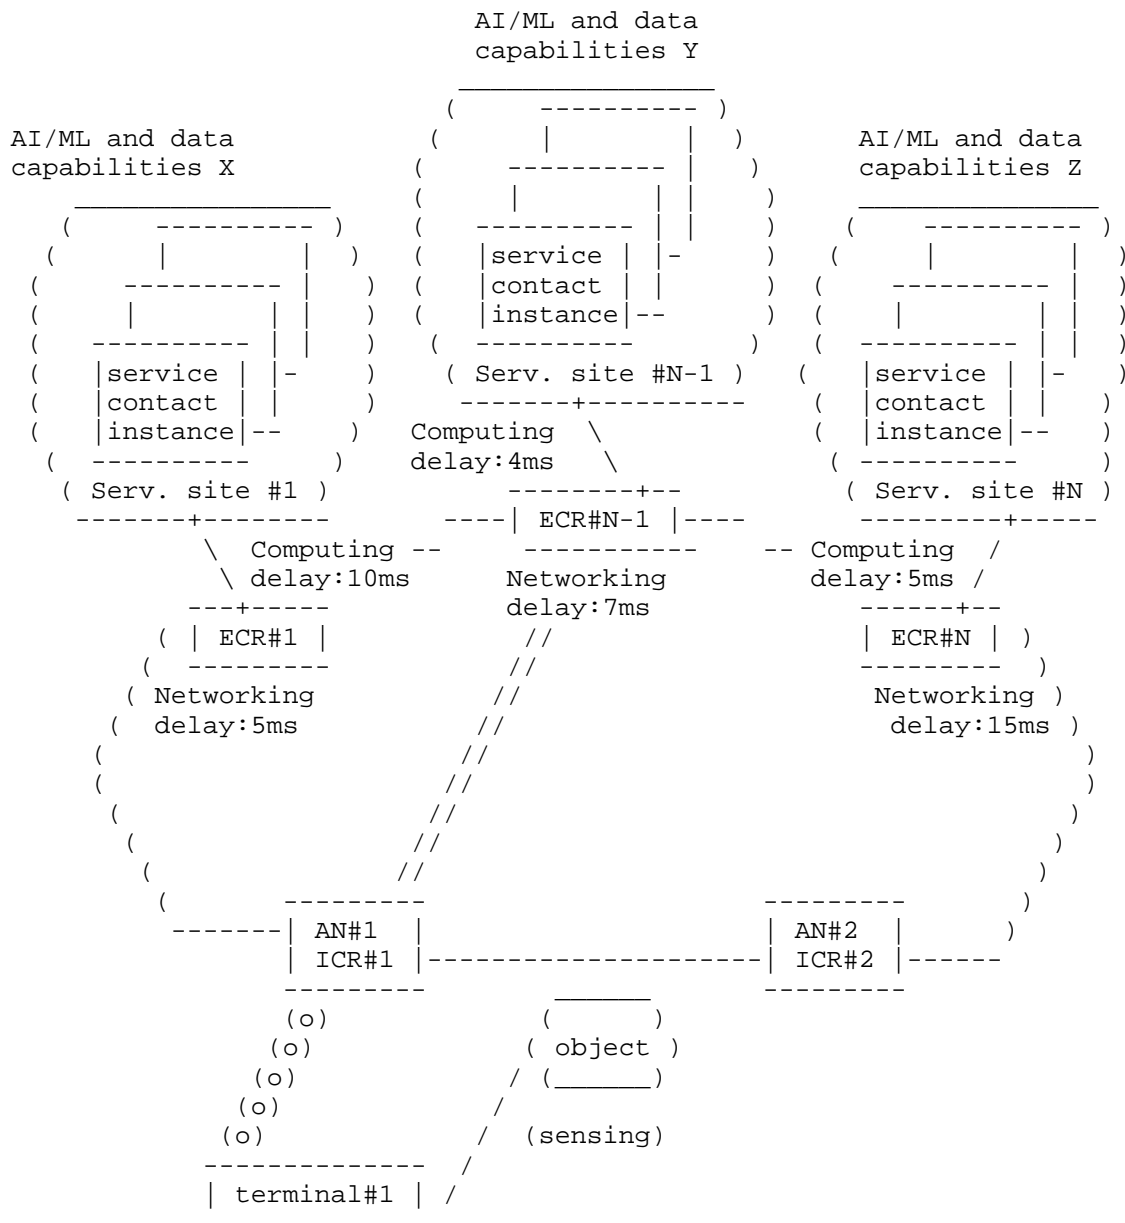 AI/ML and data
capabilities Y
AI/ML and data
capabilities X
AI/ML and data
capabilities Z
service
contact
instance
Serv. site #N-1
service
contact
instance
Serv. site #1
service
contact
instance
Serv. site #N
Computing
delay:4ms
ECR#N-1
Computing
delay:10ms
Networking
delay:7ms
Computing
delay:5ms
ECR#1
ECR#N
Networking
delay:5ms
Networking
delay:15ms
AN#1
ICR#1
AN#2
ICR#2
(o)
(o)
(o)
(o)
(o)
object
(sensing)
terminal#1